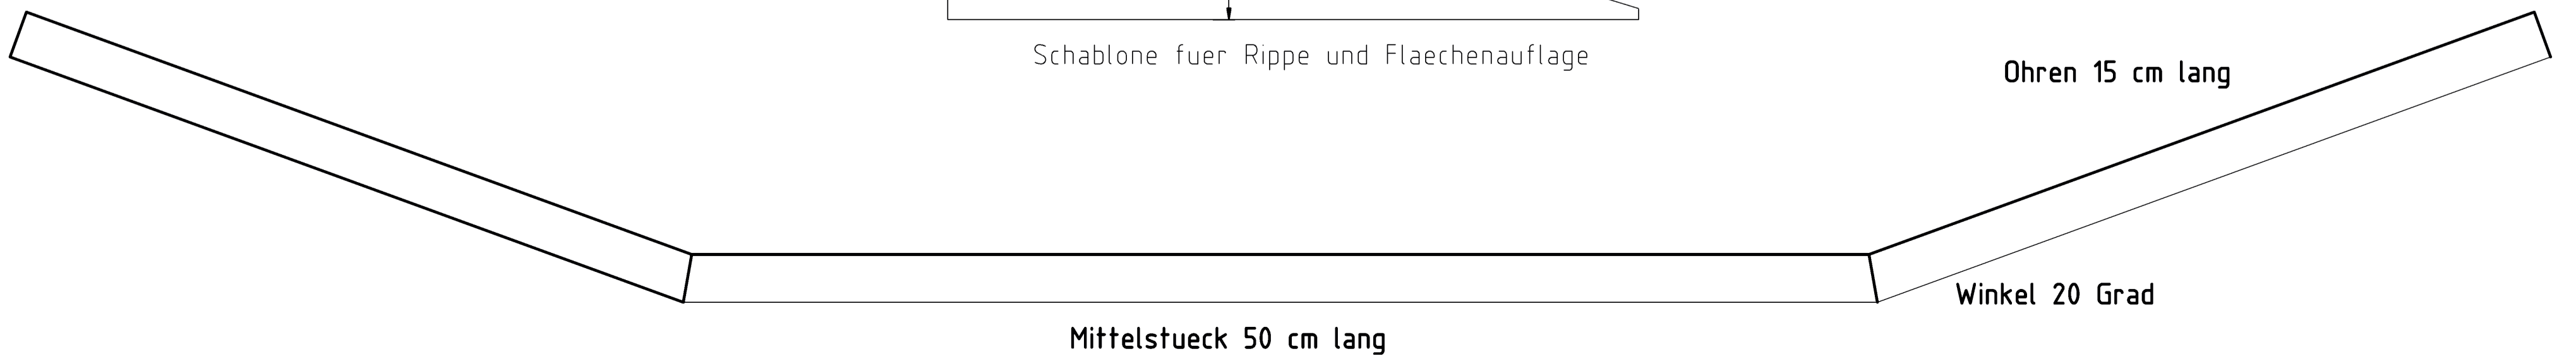 Schablone fuer Rippe und Flaechenauflage
Ohren 15 cm lang
Winkel 20 Grad
Mittelstueck 50 cm lang